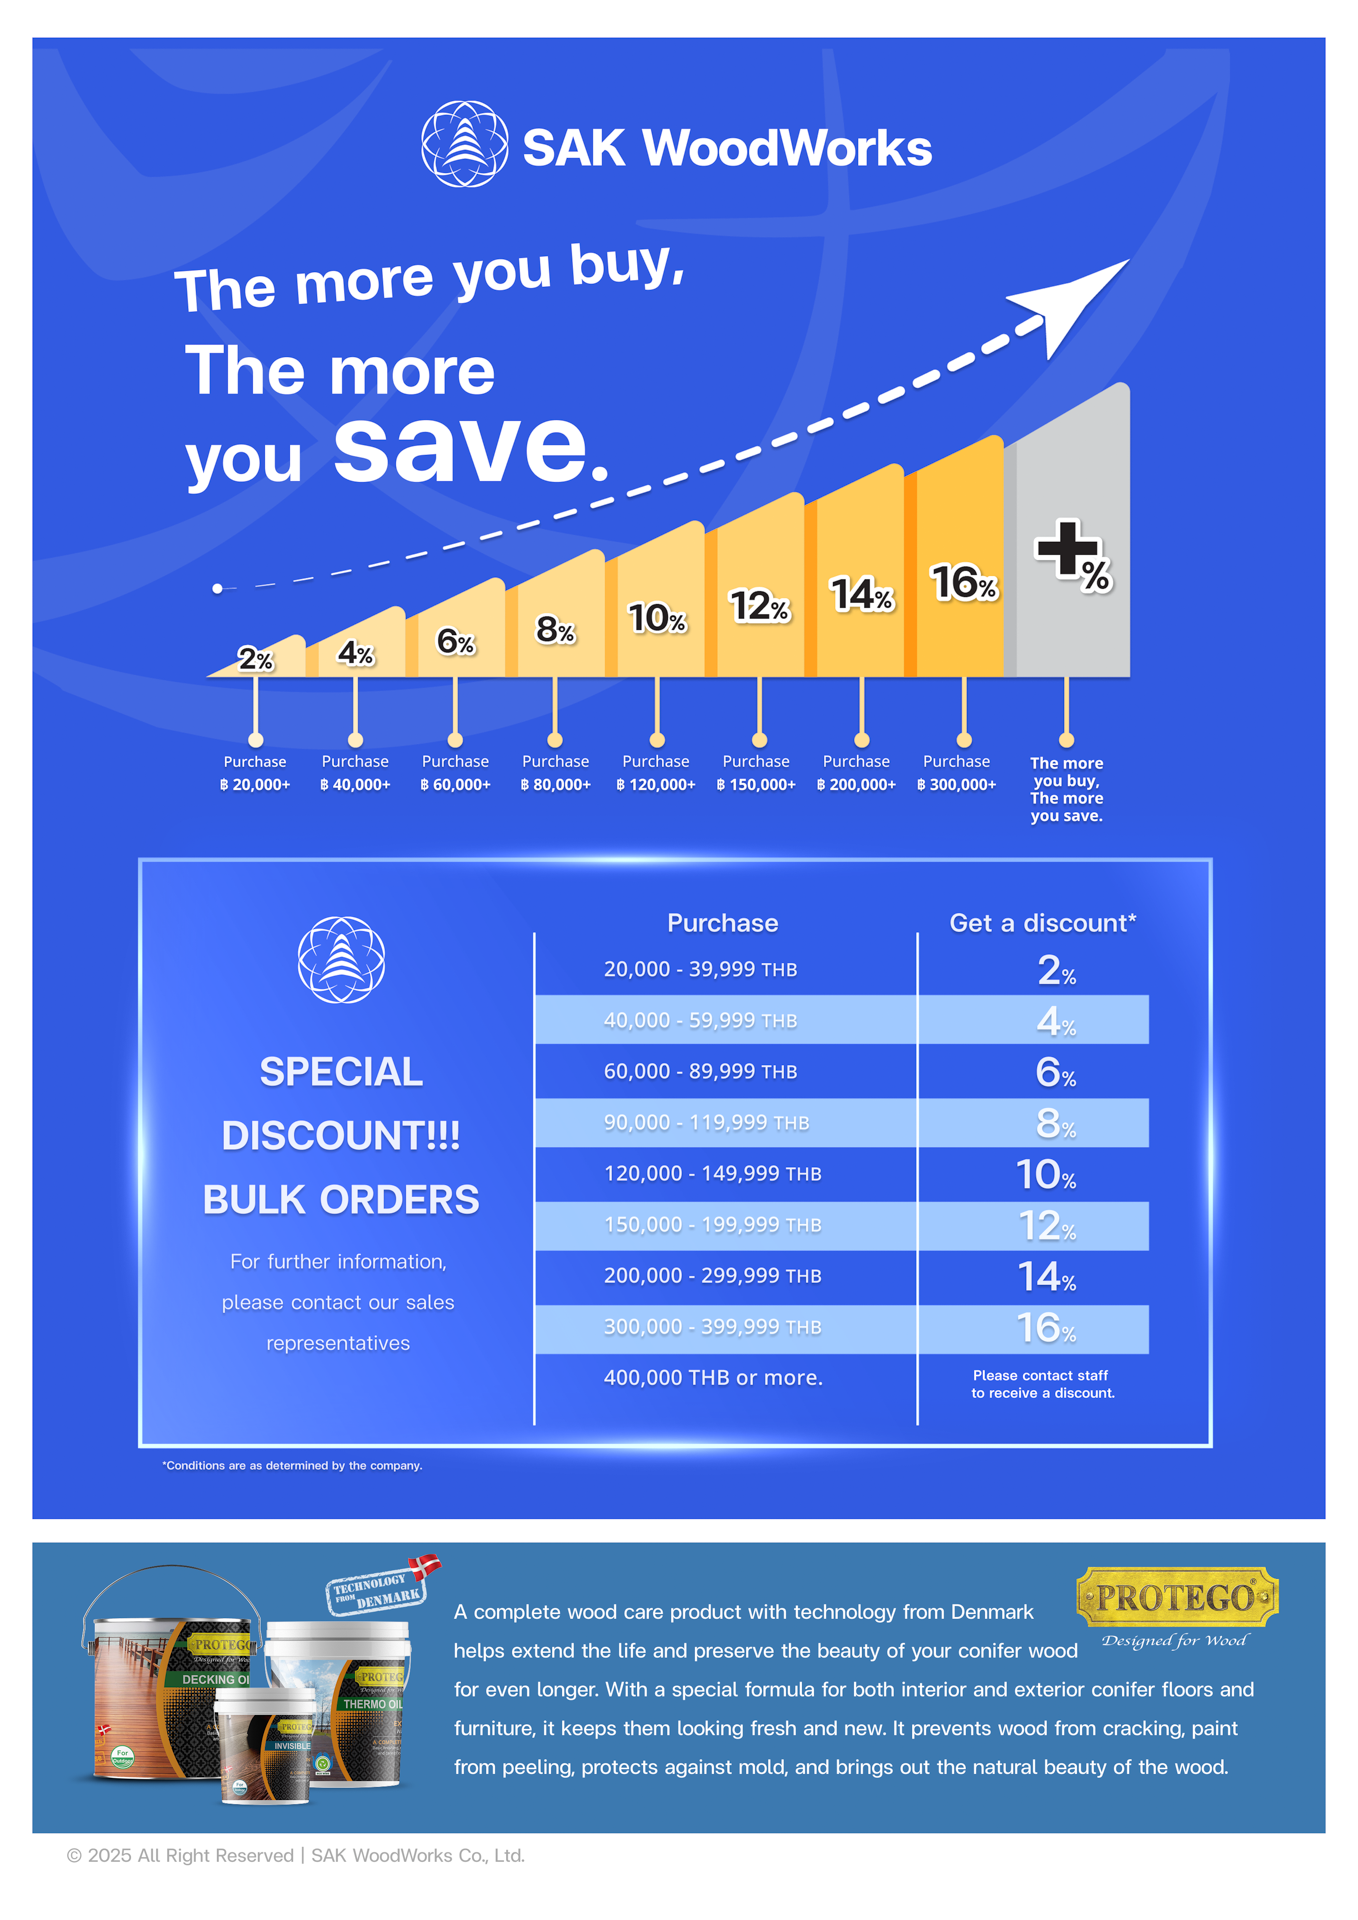 SAK WoodWorks
The more you buy,
The more
you save.
2%
4%
6%
8%
10%
12%
14%
16%
+%
Purchase
฿ 20,000+
Purchase
฿ 40,000+
Purchase
฿ 60,000+
Purchase
฿ 80,000+
Purchase
฿ 120,000+
Purchase
฿ 150,000+
Purchase
฿ 200,000+
Purchase
฿ 300,000+
The more
you buy,
The more
you save.
SPECIAL
DISCOUNT!!!
BULK ORDERS
For further information,
please contact our sales
representatives
Purchase Get a discount*
20,000 - 39,999 THB 2%
40,000 - 59,999 THB 4%
60,000 - 89,999 THB 6%
90,000 - 119,999 THB 8%
120,000 - 149,999 THB 10%
150,000 - 199,999 THB 12%
200,000 - 299,999 THB 14%
300,000 - 399,999 THB 16%
400,000 THB or more. Please contact staff
to receive a discount.
*Conditions are as determined by the company.
TECHNOLOGY
FROM DENMARK
PROTEGO
DECKING
PROTEG
THERMO OIL
PROTEGO
INVISIBLE
For
Outdoor
PROTEGO®
Designed for Wood
A complete wood care product with technology from Denmark
helps extend the life and preserve the beauty of your conifer wood
for even longer. With a special formula for both interior and exterior conifer floors and
furniture, it keeps them looking fresh and new. It prevents wood from cracking, paint
from peeling, protects against mold, and brings out the natural beauty of the wood.
© 2025 All Right Reserved | SAK WoodWorks Co., Ltd.